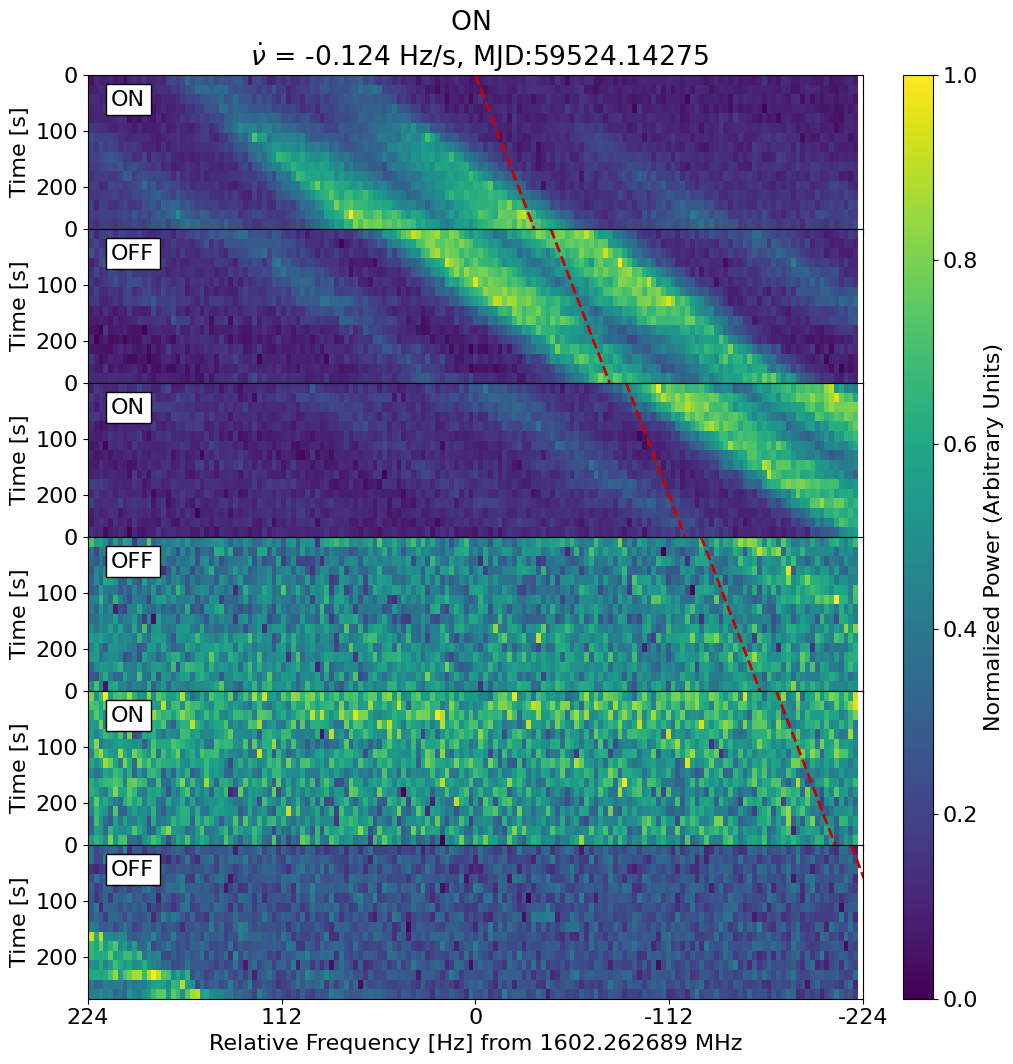 ON
ν̇ = -0.124 Hz/s, MJD:59524.14275
0
ON
100
200
Time [s]
0
OFF
100
200
Time [s]
0
ON
100
200
Time [s]
0
OFF
100
200
Time [s]
0
ON
100
200
Time [s]
0
OFF
100
200
Time [s]
224 112 0 -112 -224
Relative Frequency [Hz] from 1602.262689 MHz
1.0
0.8
0.6
0.4
0.2
0.0
Normalized Power (Arbitrary Units)